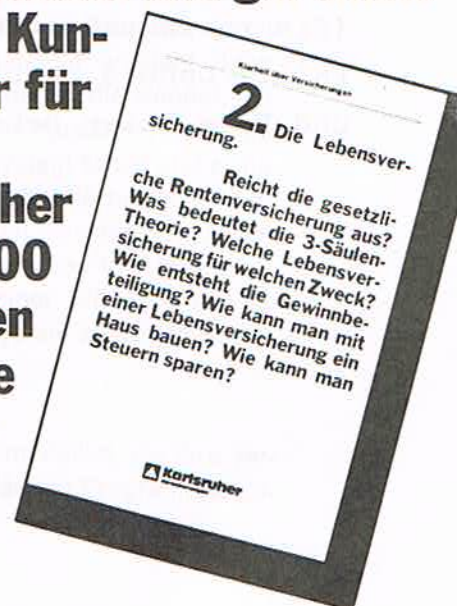 Kun-
r für
her
00
en
e
Klarheit über Versicherungen
2. Die Lebensver-
sicherung.
Reicht die gesetzli-
che Rentenversicherung aus?
Was bedeutet die 3-Säulen-
Theorie? Welche Lebensver-
sicherung für welchen Zweck?
Wie entsteht die Gewinnbe-
teiligung? Wie kann man mit
einer Lebensversicherung ein
Haus bauen? Wie kann man
Steuern sparen?
Karlsruher
Versicherungen